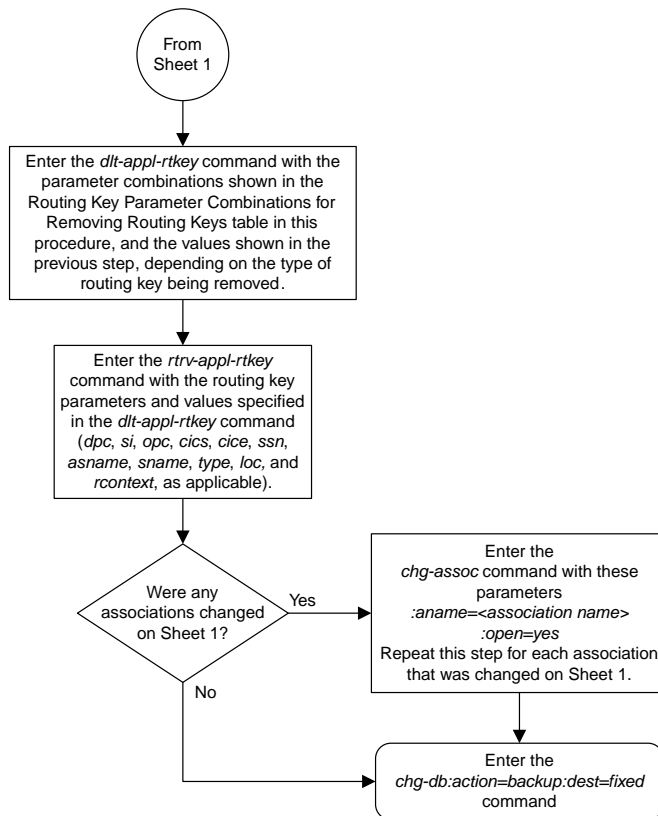 From
Sheet 1
Enter the dlt-appl-rtkey command with the
parameter combinations shown in the
Routing Key Parameter Combinations for
Removing Routing Keys table in this
procedure, and the values shown in the
previous step, depending on the type of
routing key being removed.
Enter the rtrv-appl-rtkey
command with the routing key
parameters and values specified
in the dlt-appl-rtkey command
(dpc, si, opc, cics, cice, ssn,
asname, sname, type, loc, and
rcontext, as applicable).
Were any
associations changed
on Sheet 1?
Yes
No
Enter the
chg-assoc command with these
parameters
:aname=<association name>
:open=yes
Repeat this step for each association
that was changed on Sheet 1.
Enter the
chg-db:action=backup:dest=fixed
command